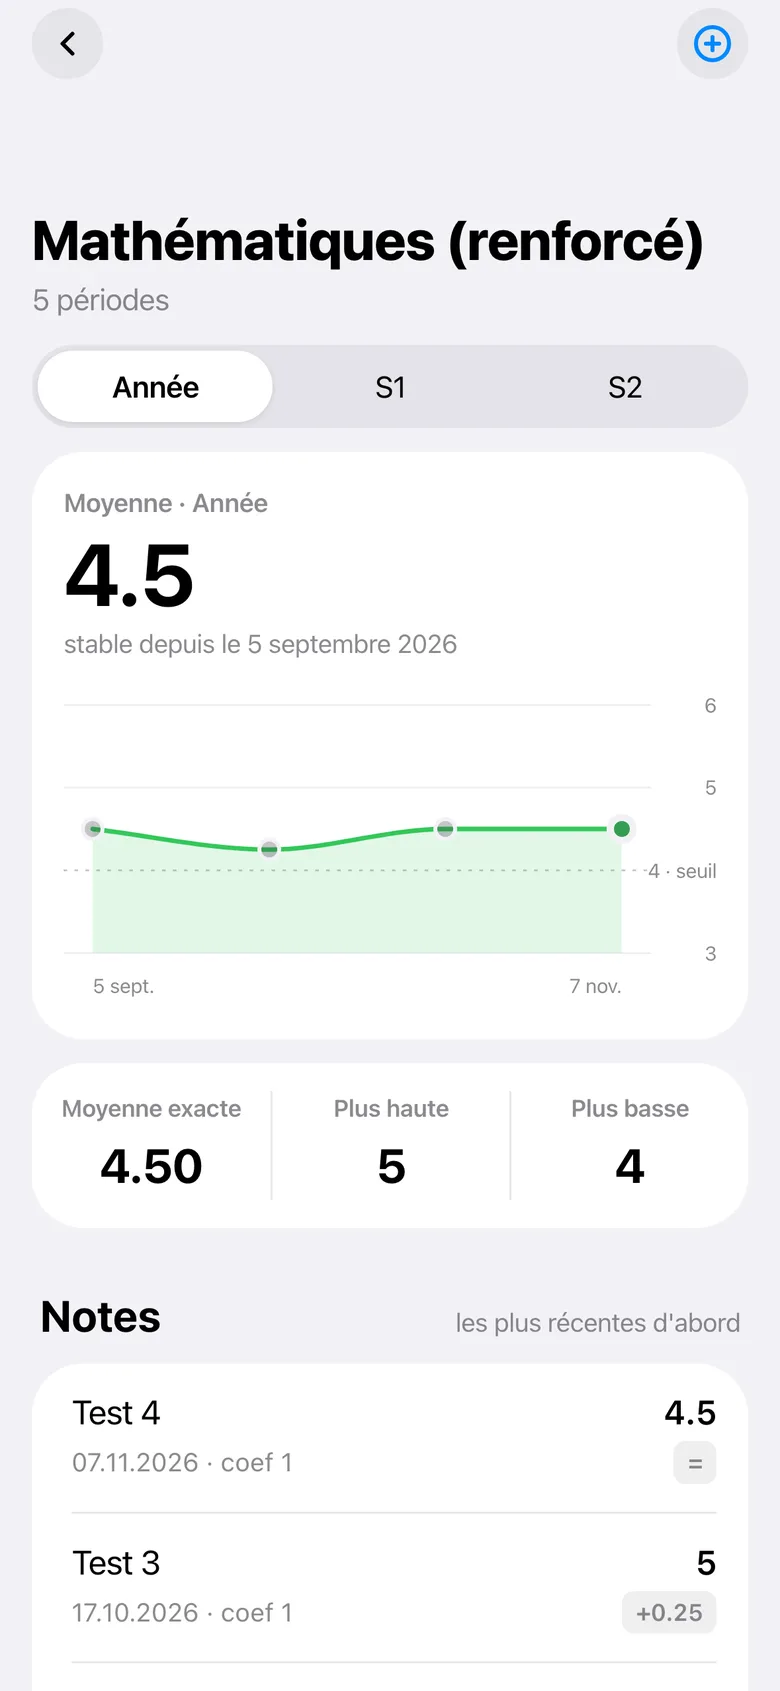 Mathématiques (renforcé)
5 périodes
Année S1 S2
Moyenne · Année
4.5
stable depuis le 5 septembre 2026
6
5
4 · seuil
3
5 sept. 7 nov.
Moyenne exacte Plus haute Plus basse
4.50 5 4
Notes les plus récentes d'abord
Test 4 4.5
07.11.2026 · coef 1 =
Test 3 5
17.10.2026 · coef 1 +0.25